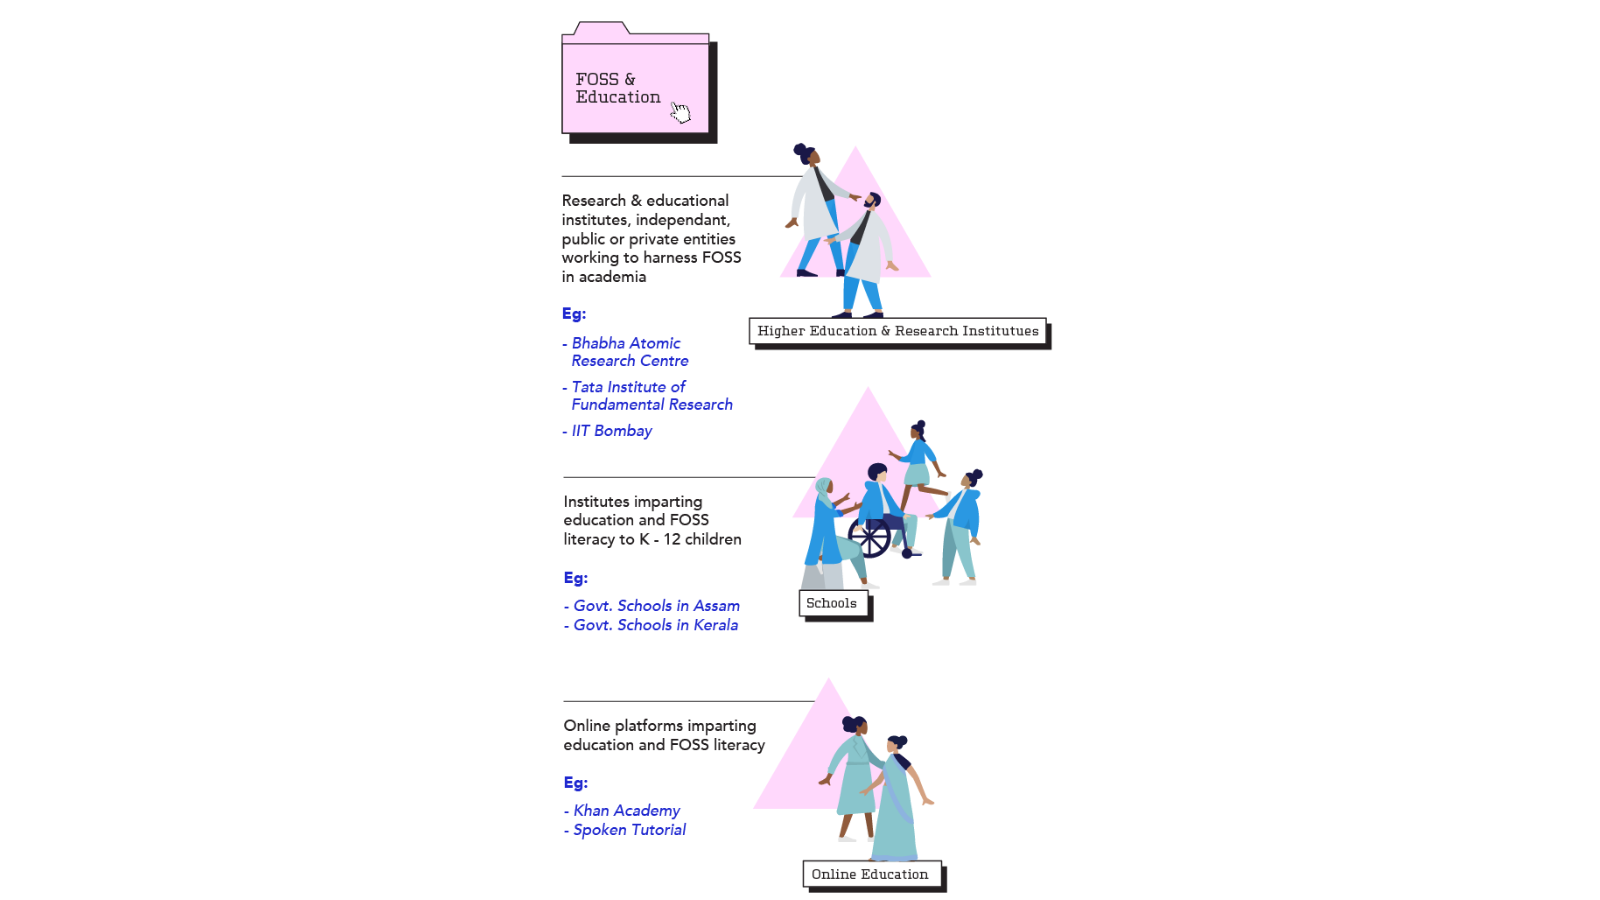 FOSS &
Education
Research & educational
institutes, independant,
public or private entities
working to harness FOSS
in academia
Eg:
- Bhabha Atomic
Research Centre
- Tata Institute of
Fundamental Research
- IIT Bombay
Higher Education & Research Institutues
Institutes imparting
education and FOSS
literacy to K - 12 children
Eg:
- Govt. Schools in Assam
- Govt. Schools in Kerala
Schools
Online platforms imparting
education and FOSS literacy
Eg:
- Khan Academy
- Spoken Tutorial
Online Education